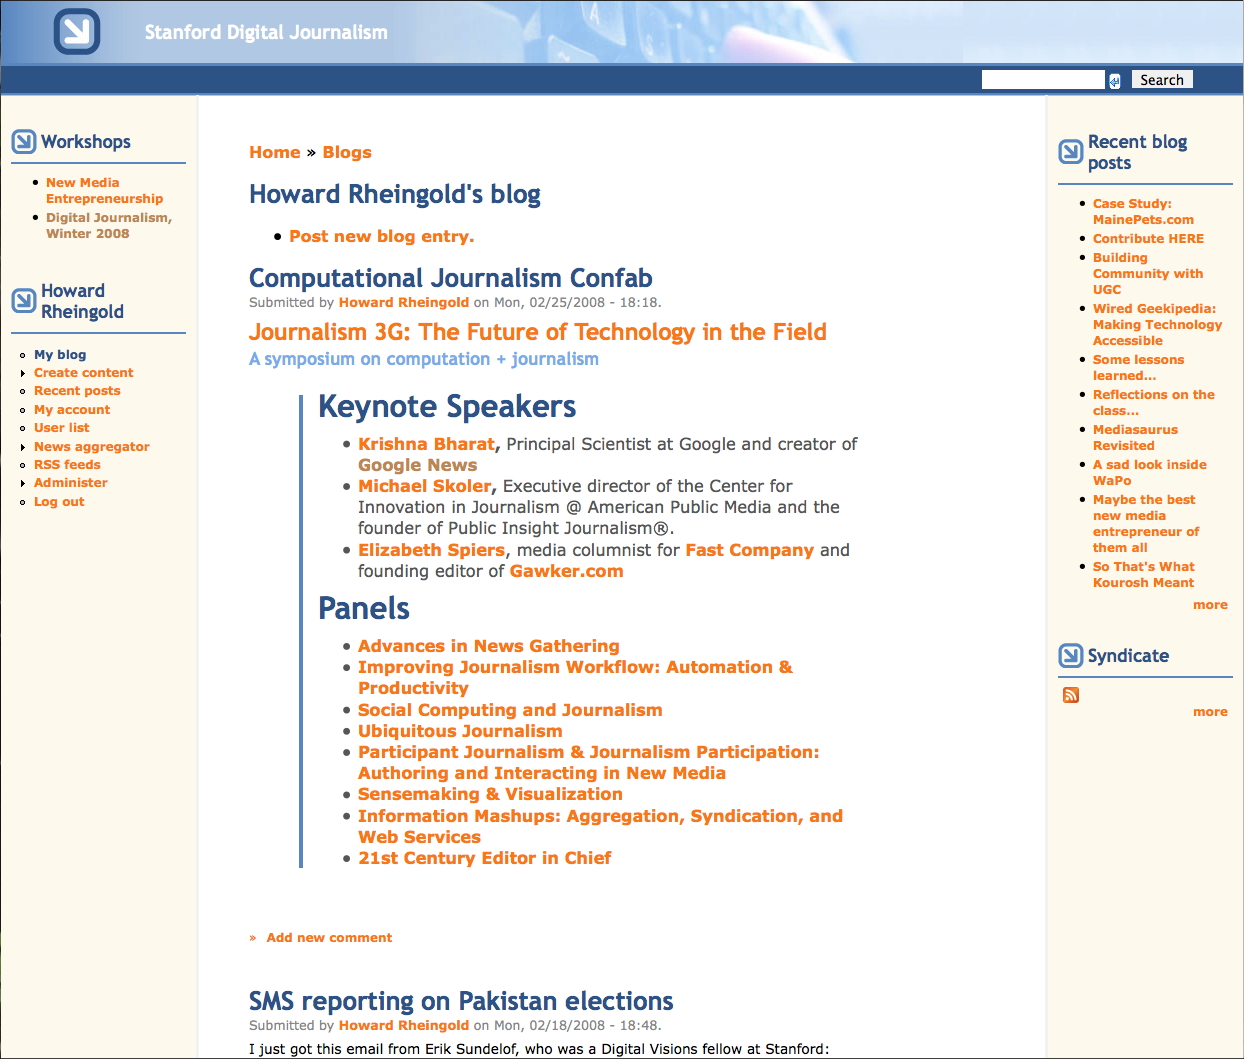 Stanford Digital Journalism
Search
Workshops
New Media
Entrepreneurship
Digital Journalism,
Winter 2008
Howard
Rheingold
My blog
Create content
Recent posts
My account
User list
News aggregator
RSS feeds
Administer
Log out
Home » Blogs
Howard Rheingold's blog
Post new blog entry.
Computational Journalism Confab
Submitted by Howard Rheingold on Mon, 02/25/2008 - 18:18.
Journalism 3G: The Future of Technology in the Field
A symposium on computation + journalism
Keynote Speakers
Krishna Bharat, Principal Scientist at Google and creator of
Google News
Michael Skoler, Executive director of the Center for
Innovation in Journalism @ American Public Media and the
founder of Public Insight Journalism®.
Elizabeth Spiers, media columnist for Fast Company and
founding editor of Gawker.com
Panels
Advances in News Gathering
Improving Journalism Workflow: Automation &
Productivity
Social Computing and Journalism
Ubiquitous Journalism
Participant Journalism & Journalism Participation:
Authoring and Interacting in New Media
Sensemaking & Visualization
Information Mashups: Aggregation, Syndication, and
Web Services
21st Century Editor in Chief
» Add new comment
SMS reporting on Pakistan elections
Submitted by Howard Rheingold on Mon, 02/18/2008 - 18:48.
I just got this email from Erik Sundelof, who was a Digital Visions fellow at Stanford:
Recent blog
posts
Case Study:
MainePets.com
Contribute HERE
Building
Community with
UGC
Wired Geekipedia:
Making Technology
Accessible
Some lessons
learned...
Reflections on the
class...
Mediasaurus
Revisited
A sad look inside
WaPo
Maybe the best
new media
entrepreneur of
them all
So That's What
Kourosh Meant
more
Syndicate
more